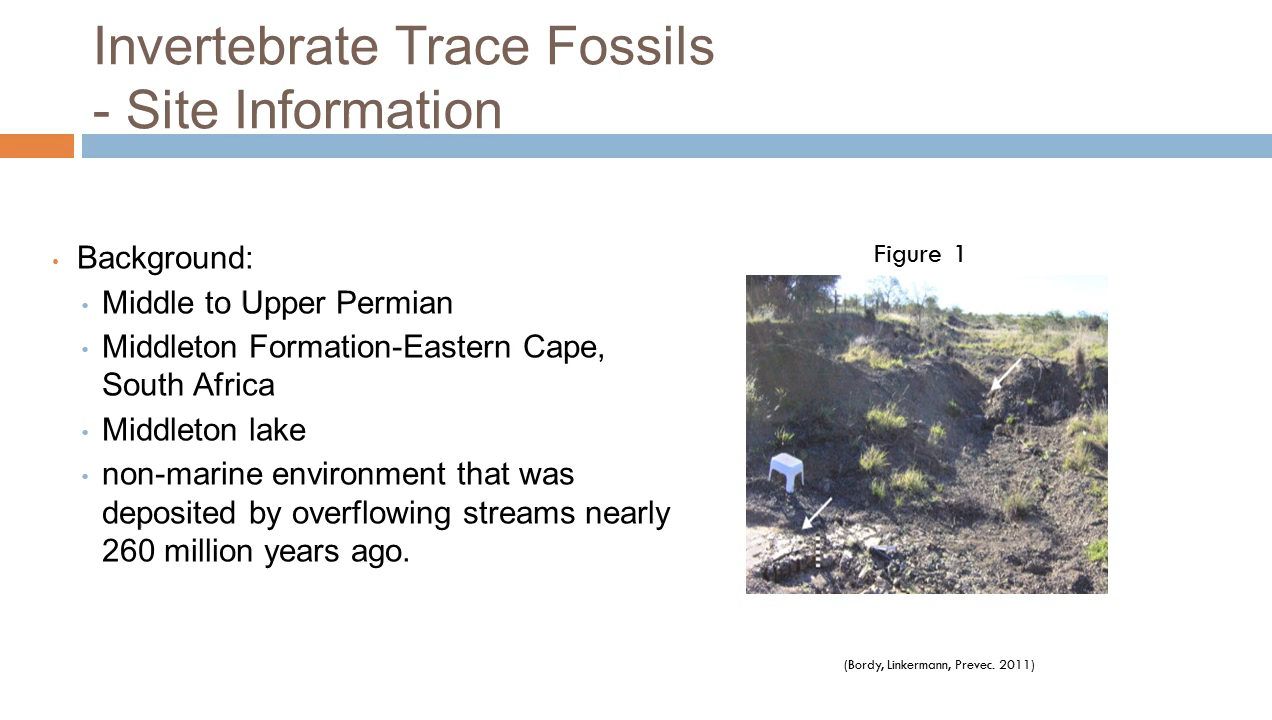 Invertebrate Trace Fossils
- Site Information
• Background:
• Middle to Upper Permian
• Middleton Formation-Eastern Cape,
South Africa
• Middleton lake
• non-marine environment that was
deposited by overflowing streams nearly
260 million years ago.
Figure 1
(Bordy, Linkermann, Prevec. 2011)